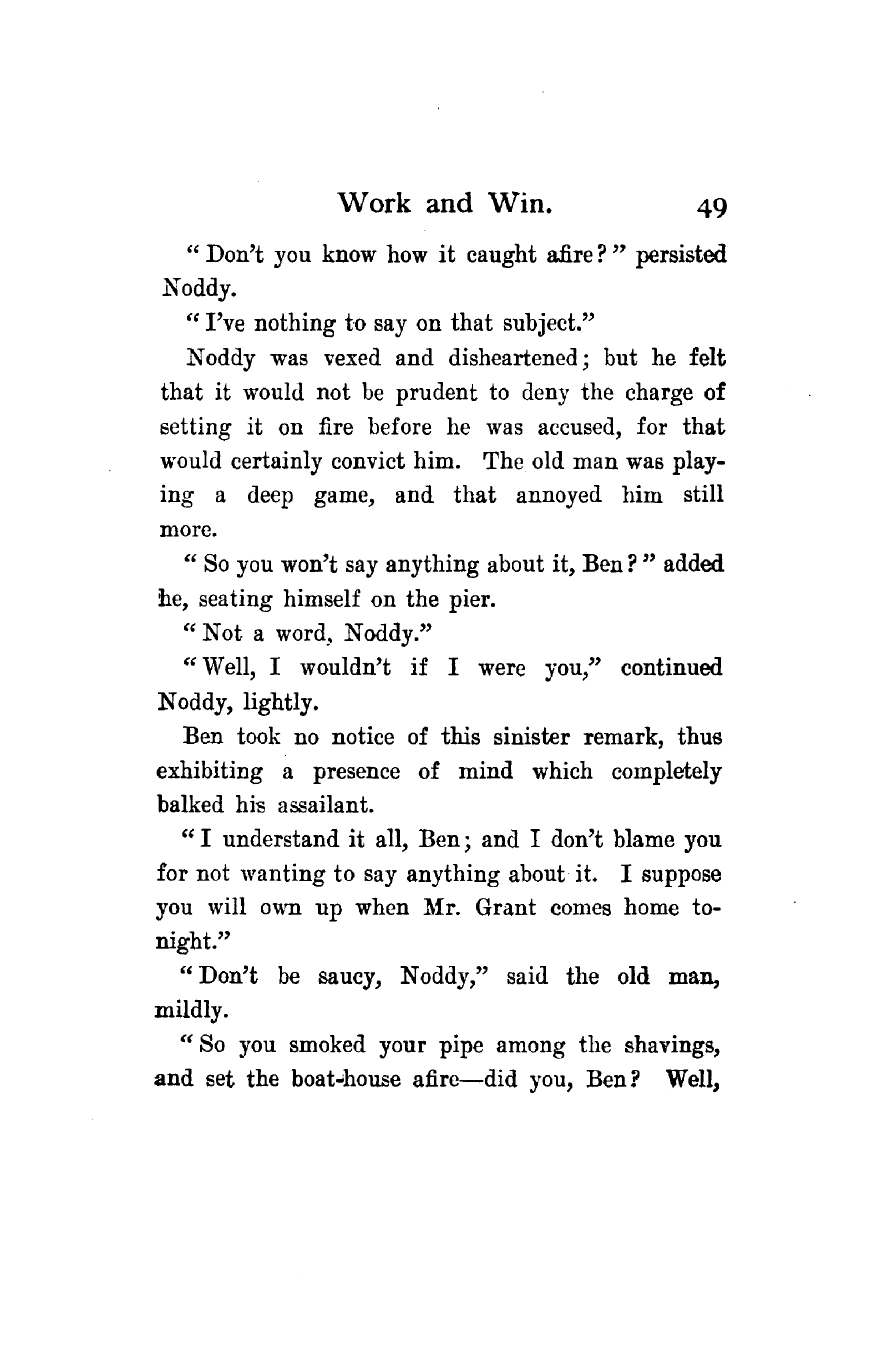 Work and Win. 49
“ Don’t you know how it caught afire ? ” persisted
Noddy.
“ I’ve nothing to say on that subject.”
Noddy was vexed and disheartened; but he felt
that it would not be prudent to deny the charge of
setting it on fire before he was accused, for that
would certainly convict him. The old man was play-
ing a deep game, and that annoyed him still
more.
“ So you won’t say anything about it, Ben ? ” added
he, seating himself on the pier.
“ Not a word, Noddy.”
“ Well, I wouldn’t if I were you,” continued
Noddy, lightly.
Ben took no notice of this sinister remark, thus
exhibiting a presence of mind which completely
balked his assailant.
“ I understand it all, Ben; and I don’t blame you
for not wanting to say anything about it. I suppose
you will own up when Mr. Grant comes home to-
night.”
“ Don’t be saucy, Noddy,” said the old man,
mildly.
“ So you smoked your pipe among the shavings,
and set the boat-house afire—did you, Ben? Well,